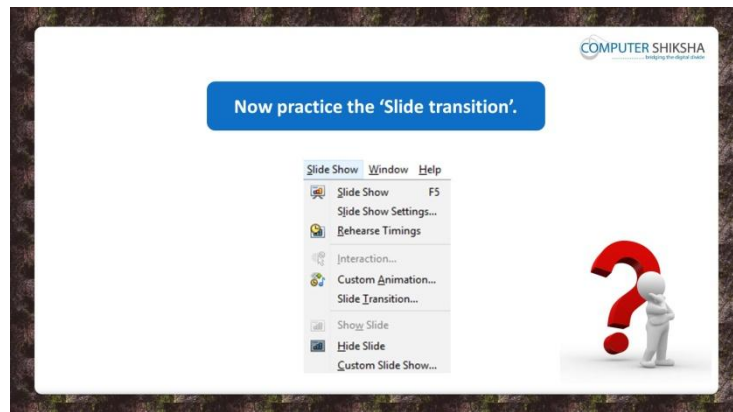 COMPUTER SHIKSHA
bridging the digital divide
Now practice the ‘Slide transition’.
Slide Show Window Help
Slide Show F5
Slide Show Settings...
Rehearse Timings
Interaction...
Custom Animation...
Slide Transition...
Show Slide
Hide Slide
Custom Slide Show...